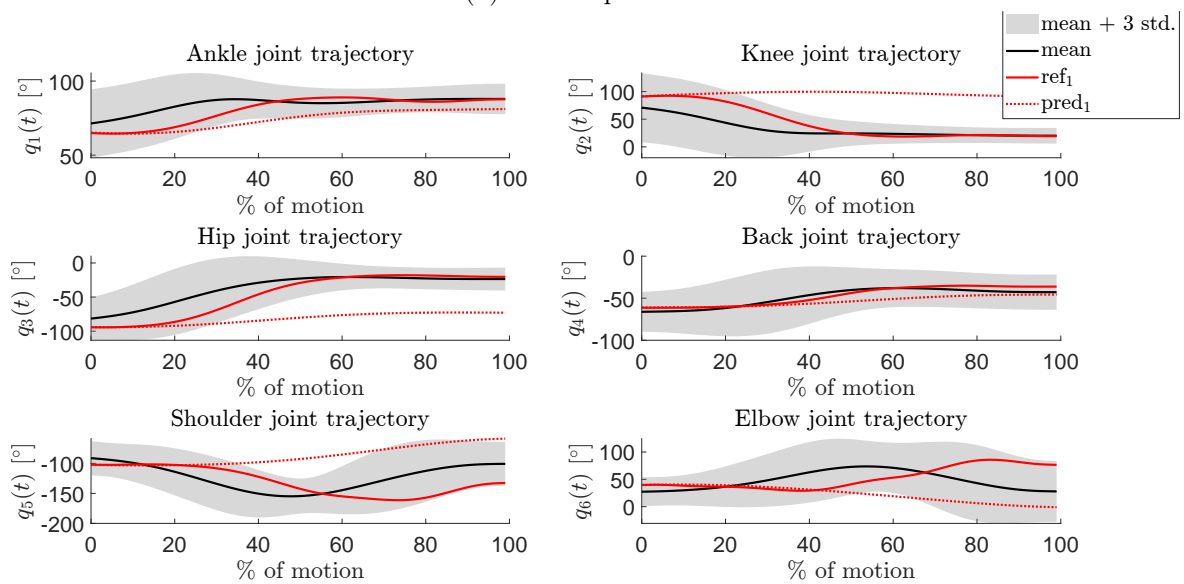 mean + 3 std.
mean
ref₁
pred₁
Ankle joint trajectory
q₁(t) [°]
100
50
0 20 40 60 80 100
% of motion
Knee joint trajectory
q₂(t) [°]
100
50
0
0 20 40 60 80 100
% of motion
Hip joint trajectory
q₃(t) [°]
0
-50
-100
0 20 40 60 80 100
% of motion
Back joint trajectory
q₄(t) [°]
0
-50
-100
0 20 40 60 80 100
% of motion
Shoulder joint trajectory
q₅(t) [°]
-100
-150
-200
0 20 40 60 80 100
% of motion
Elbow joint trajectory
q₆(t) [°]
100
50
0
0 20 40 60 80 100
% of motion